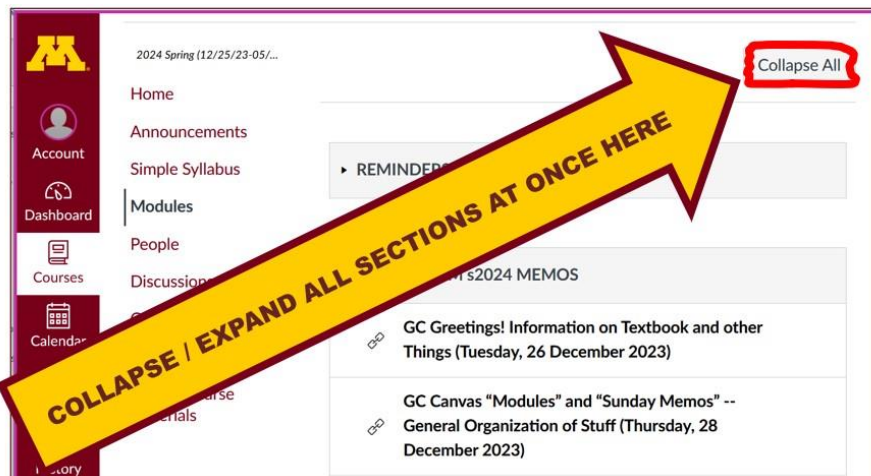 M
2024 Spring (12/25/23-05/...
Collapse All
Home
Announcements
Account
Simple Syllabus
Dashboard
Modules
People
Courses
Calendar
COLLAPSE / EXPAND ALL SECTIONS AT ONCE HERE
s2024 MEMOS
GC Greetings! Information on Textbook and other
Things (Tuesday, 26 December 2023)
GC Canvas “Modules” and “Sunday Memos” --
General Organization of Stuff (Thursday, 28
December 2023)